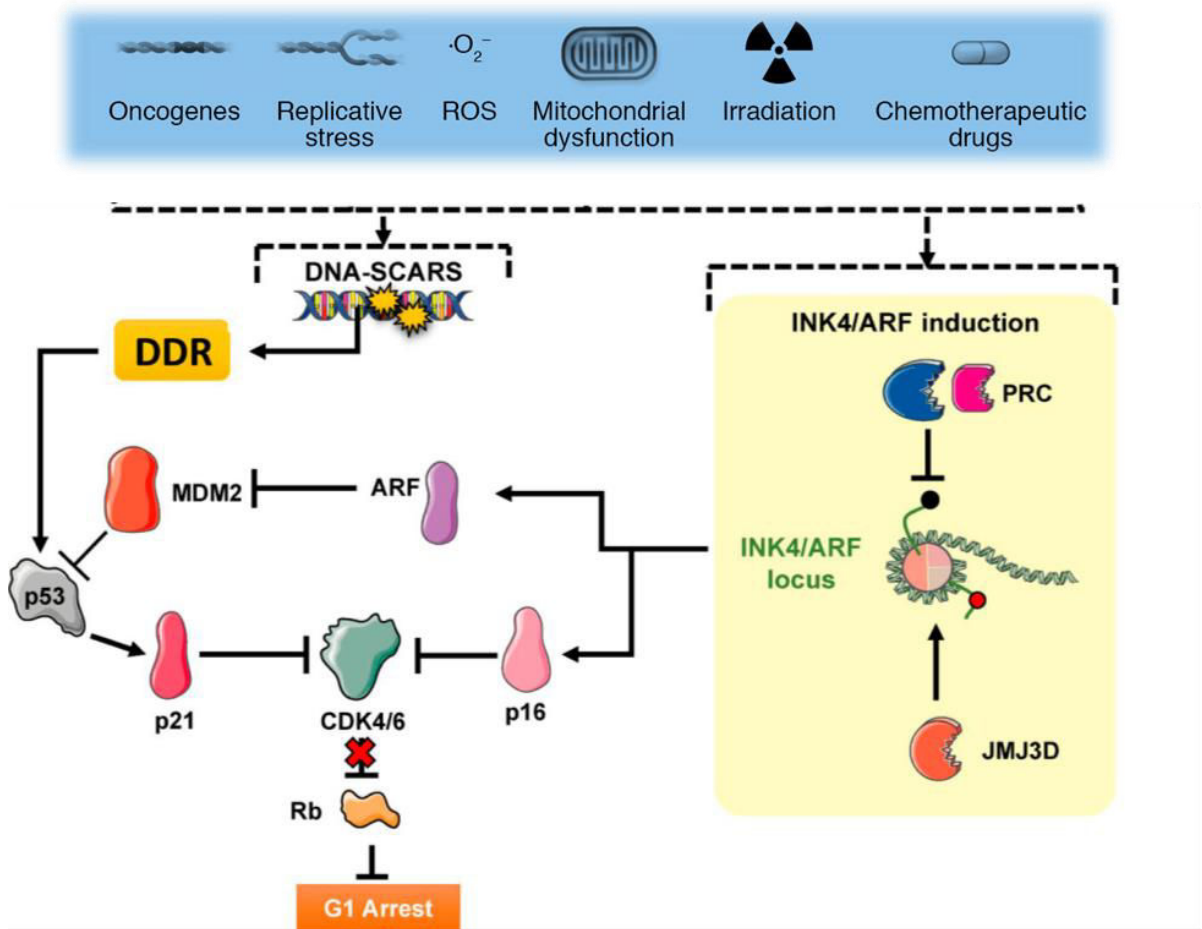 ·O₂⁻
Oncogenes
Replicative
stress
ROS
Mitochondrial
dysfunction
Irradiation
Chemotherapeutic
drugs
DNA-SCARS
DDR
INK4/ARF induction
PRC
MDM2
ARF
INK4/ARF
locus
p53
p21
CDK4/6
p16
JMJ3D
Rb
G1 Arrest